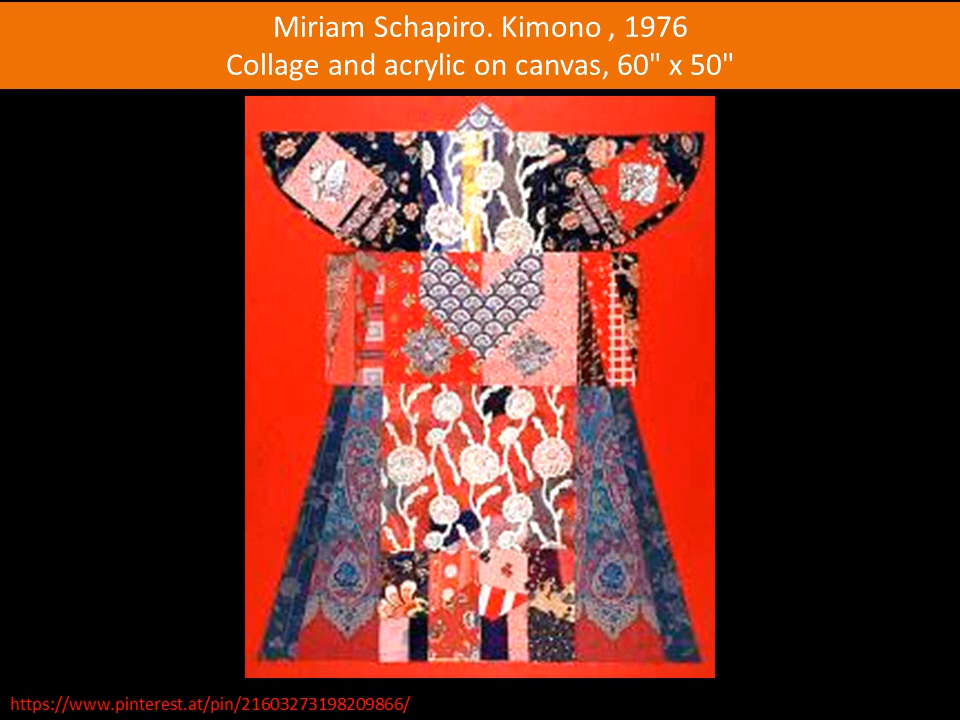 Miriam Schapiro. Kimono , 1976
Collage and acrylic on canvas, 60" x 50"
https://www.pinterest.at/pin/21603273198209866/